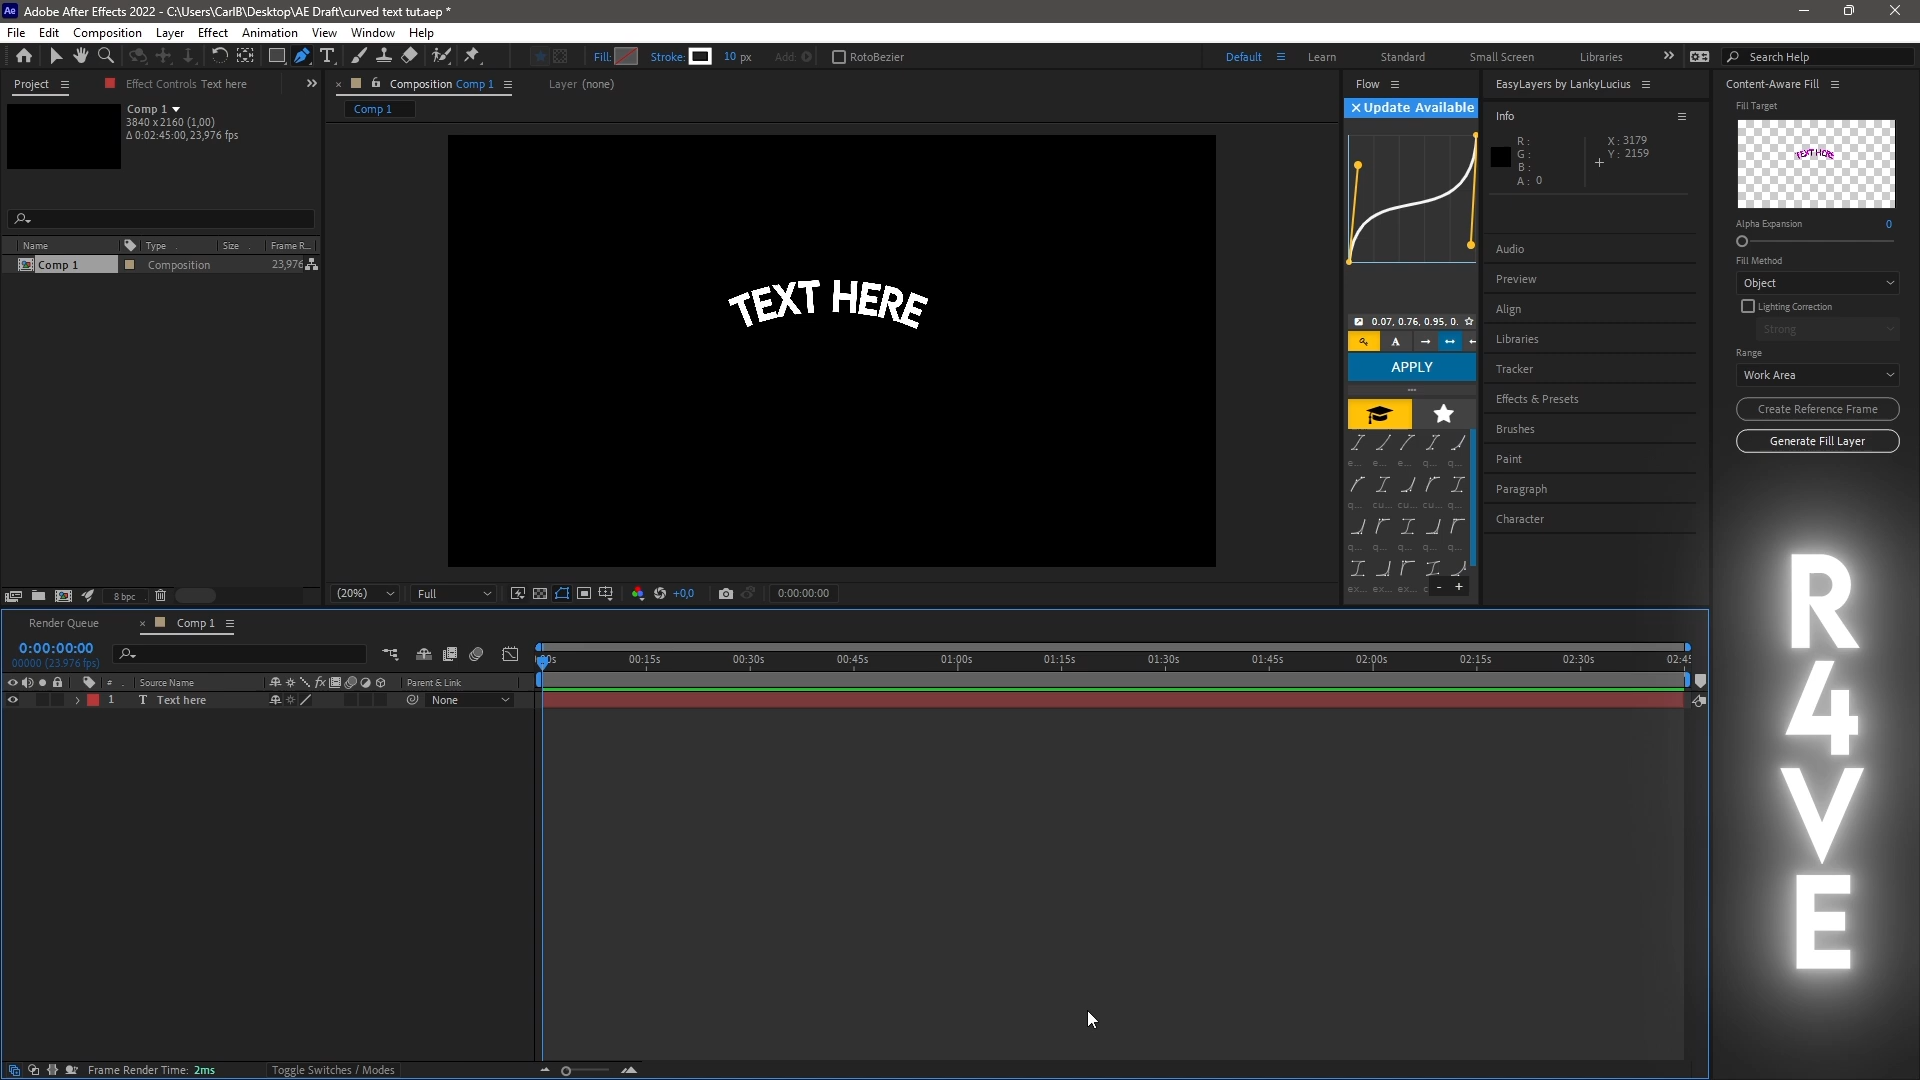 Adobe After Effects 2022 - C:\Users\CarlB\Desktop\AE Draft\curved text tut.aep *
File Edit Composition Layer Effect Animation View Window Help
Fill: Stroke: 10 px Add: RotoBezier
Default Learn Standard Small Screen Libraries
Search Help
Project Effect Controls Text here
Comp 1
3840 x 2160 (1,00)
Δ 0:02:45:00, 23,976 fps
Name Type Size Frame R...
Comp 1 Composition 23,976
8 bpc
Composition Comp 1 Layer (none)
Comp 1
TEXT HERE
(20%) Full +0,0 0:00:00:00
Flow
Update Available
0.07, 0.76, 0.95, 0.
APPLY
EasyLayers by LankyLucius
Info
R: X: 3179
G: Y: 2159
B:
A: 0
Audio
Preview
Align
Libraries
Tracker
Effects & Presets
Brushes
Paint
Paragraph
Character
Content-Aware Fill
Fill Target
TEXT HERE
Alpha Expansion 0
Fill Method
Object
Lighting Correction
Strong
Range
Work Area
Create Reference Frame
Generate Fill Layer
R4VE
Render Queue Comp 1
0:00:00:00
00000 (23.976 fps)
00:15s 00:30s 00:45s 01:00s 01:15s 01:30s 01:45s 02:00s 02:15s 02:30s
# Source Name Parent & Link
1 T Text here None
Frame Render Time: 2ms Toggle Switches / Modes